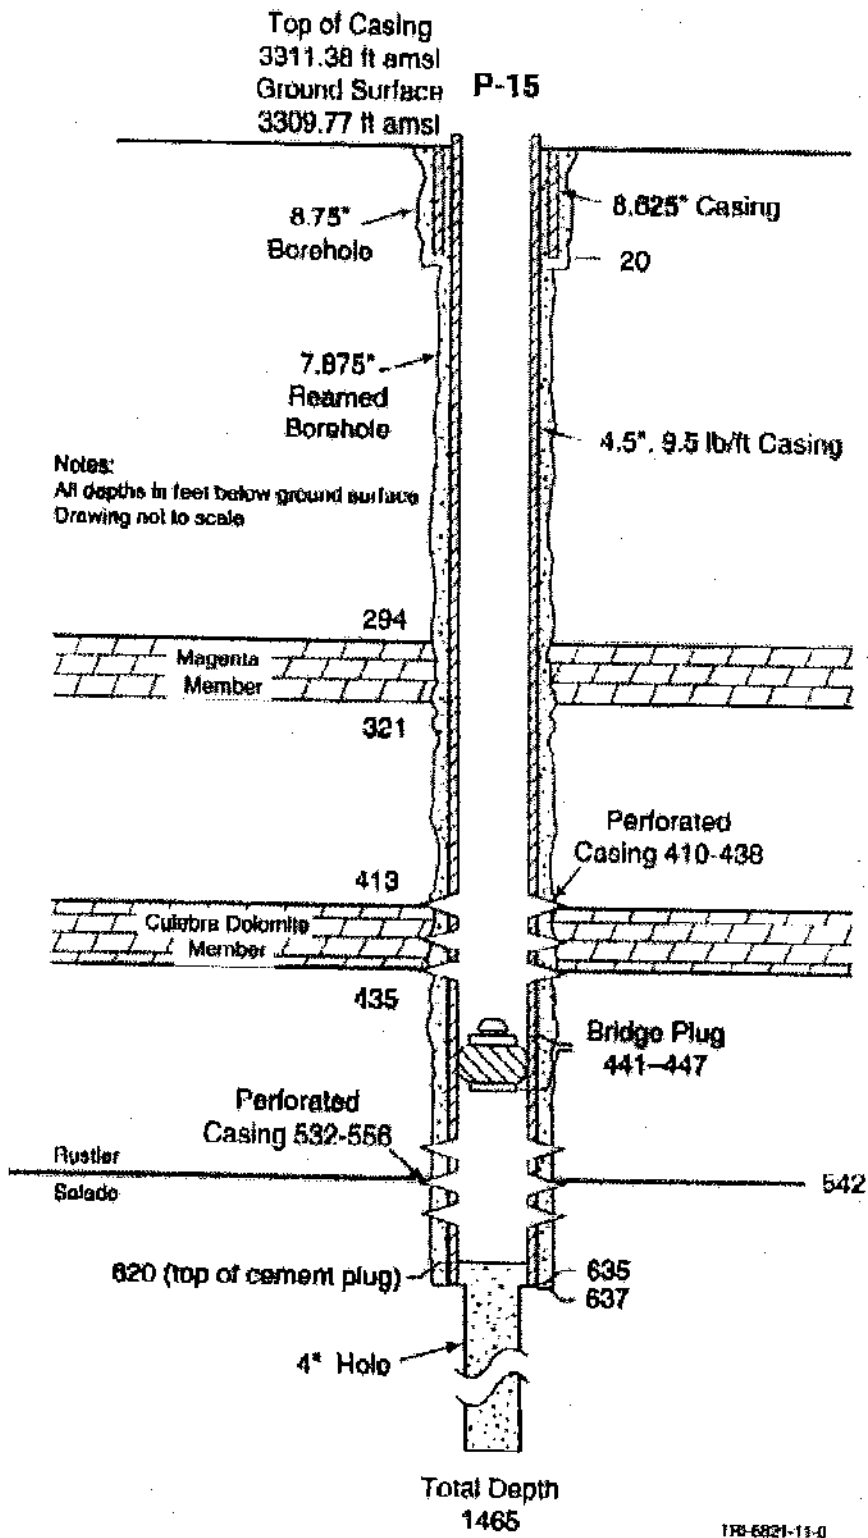 Top of Casing
3311.38 ft amsl
Ground Surface
3309.77 ft amsl
P-15
8.75" Borehole
8.625" Casing
20
7.875"
Reamed
Borehole
4.5", 9.5 lb/ft Casing
Notes:
All depths in feet below ground surface
Drawing not to scale
294
Magenta
Member
321
Perforated
Casing 410-438
413
Culebra Dolomite
Member
435
Bridge Plug
441–447
Perforated
Casing 532-556
Rustler
542
Salado
620 (top of cement plug)
635
637
4" Hole
Total Depth
1465
TRI-6821-11-0